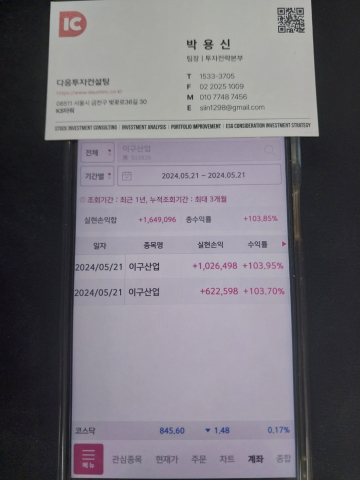 IC
박 용 신
팀장 | 투자전략본부
다올투자컨설팅
08511 서울시 금천구 벚꽃로36길 30
KS타워
T 1533-3705
F 02 2025 1009
M 010 7748 7456
E slint298@gmail.com
STOCK INVESTMENT CONSULTING | INVESTMENT ANALYSIS | PORTFOLIO IMPROVEMENT | ESG CONSIDERATION INVESTMENT STRATEGY
전체 이구산업
기간별 2024.05.21 ~ 2024.05.21
조회기간 : 최근 1년, 누적조회기간 : 최대 3개월
실현손익합 +1,649,096 총수익률 +103.85%
일자 종목명 실현손익 수익률
2024/05/21 이구산업 +1,026,498 +103.95%
2024/05/21 이구산업 +622,598 +103.70%
코스닥 845.60 ▼ 1.48 0.17%
메뉴 관심종목 현재가 주문 차트 계좌 종합